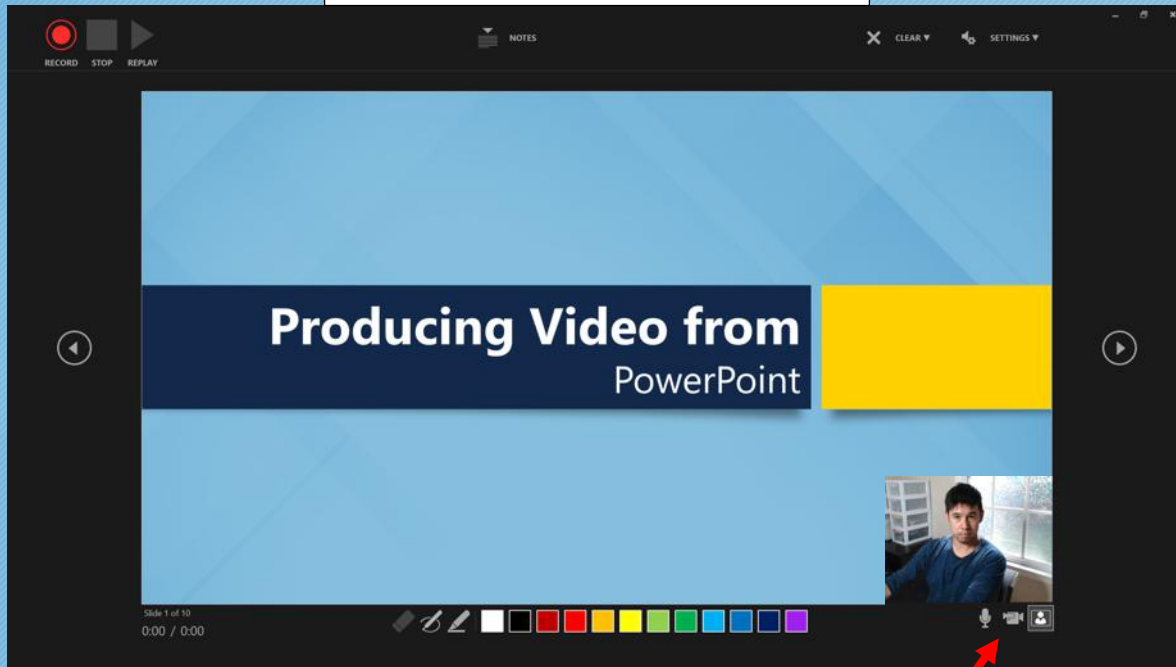 RECORD STOP REPLAY
NOTES
CLEAR
SETTINGS
Producing Video from
PowerPoint
Slide 1 of 10
0:00 / 0:00